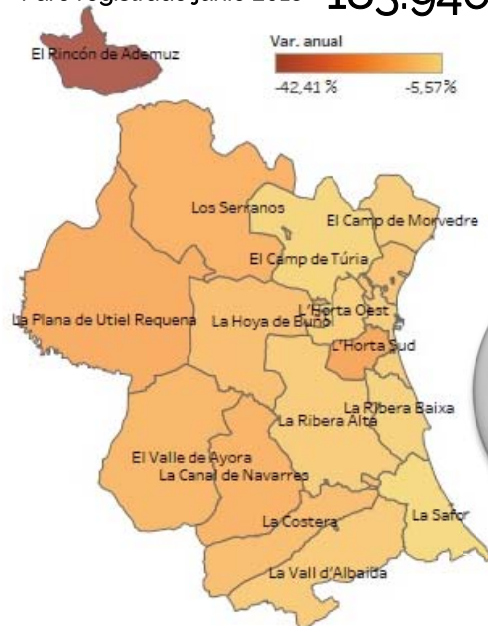 El Rincón de Ademuz
Var. anual
-42,41 % -5,57%
Los Serranos
El Camp de Morvedre
El Camp de Túria
La Plana de Utiel Requena
La Hoya de Buñol
L'Horta Oest
L'Horta Sud
La Ribera Baixa
La Ribera Alta
El Valle de Ayora
La Canal de Navarres
La Costera
La Safor
La Vall d'Albaida